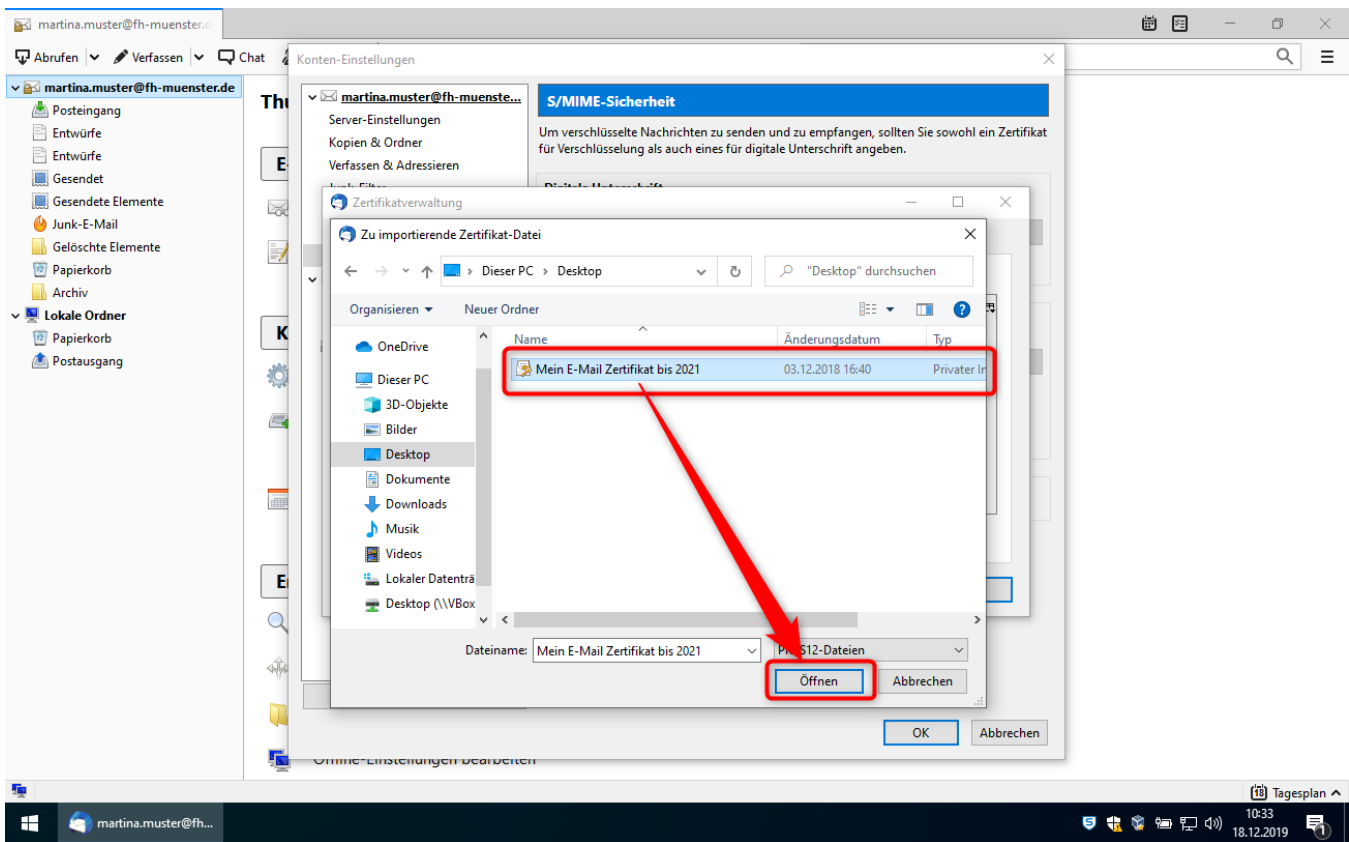 martina.muster@fh-muenster.d
Abrufen
Verfassen
Chat
martina.muster@fh-muenster.de
Posteingang
Entwürfe
Entwürfe
Gesendet
Gesendete Elemente
Junk-E-Mail
Gelöschte Elemente
Papierkorb
Archiv
Lokale Ordner
Papierkorb
Postausgang
Konten-Einstellungen
martina.muster@fh-muenste...
Server-Einstellungen
Kopien & Ordner
Verfassen & Adressieren
S/MIME-Sicherheit
Um verschlüsselte Nachrichten zu senden und zu empfangen, sollten Sie sowohl ein Zertifikat
für Verschlüsselung als auch eines für digitale Unterschrift angeben.
Zertifikatverwaltung
Zu importierende Zertifikat-Datei
Dieser PC > Desktop
"Desktop" durchsuchen
Organisieren
Neuer Ordner
OneDrive
Dieser PC
3D-Objekte
Bilder
Desktop
Dokumente
Downloads
Musik
Videos
Lokaler Datenträ
Desktop (\\VBox
Name Änderungsdatum Typ
Mein E-Mail Zertifikat bis 2021 03.12.2018 16:40 Privater In
Dateiname: Mein E-Mail Zertifikat bis 2021
S12-Dateien
Öffnen Abbrechen
OK Abbrechen
Offline-Einstellungen bearbeiten
18 Tagesplan
martina.muster@fh...
10:33
18.12.2019
1